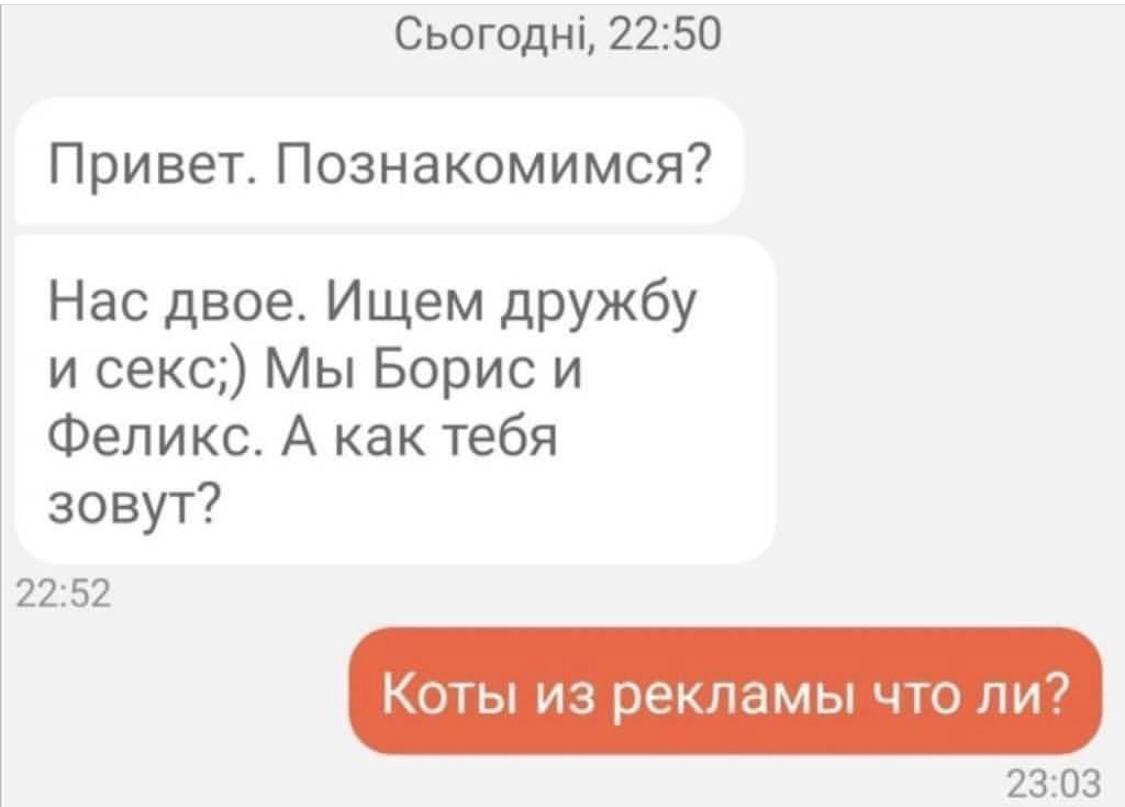 Сьогодні, 22:50
Привет. Познакомимся?
Нас двое. Ищем дружбу
и секс;) Мы Борис и
Феликс. А как тебя
зовут?
22:52
Коты из рекламы что ли?
23:03